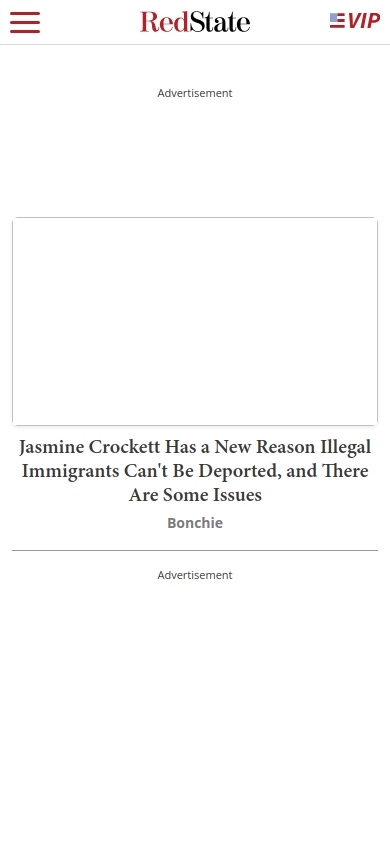 RedState
VIP
Advertisement
Jasmine Crockett Has a New Reason Illegal
Immigrants Can't Be Deported, and There
Are Some Issues
Bonchie
Advertisement